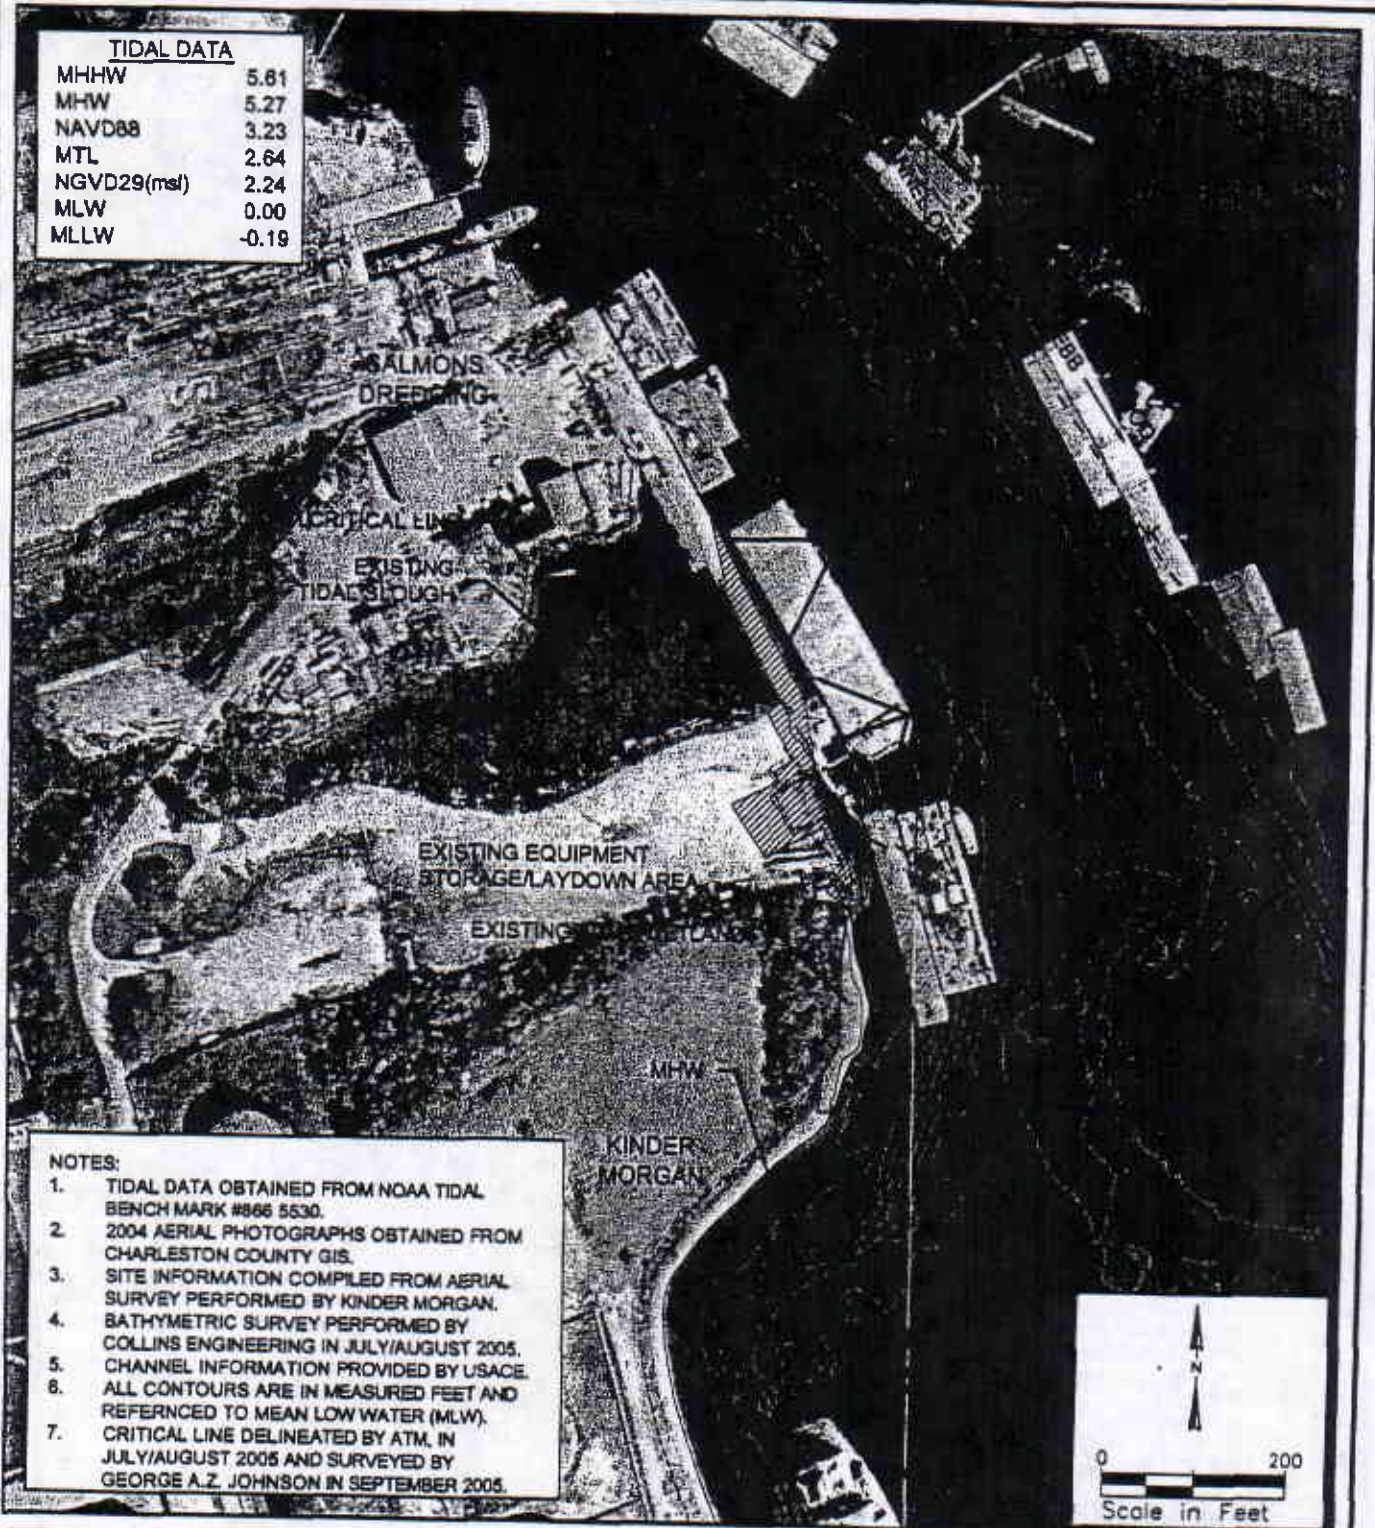 TIDAL DATA
MHHW 5.61
MHW 5.27
NAVD88 3.23
MTL 2.64
NGVD29(msl) 2.24
MLW 0.00
MLLW -0.19
SALMONS
DREDGING
CRITICAL LINE
EXISTING
TIDAL SLOUGH
FLOOD
EBB
EXISTING EQUIPMENT
STORAGE/LAYDOWN AREA
EXISTING
MHW
KINDER
MORGAN
NOTES:
1. TIDAL DATA OBTAINED FROM NOAA TIDAL
BENCH MARK #866 5530.
2. 2004 AERIAL PHOTOGRAPHS OBTAINED FROM
CHARLESTON COUNTY GIS.
3. SITE INFORMATION COMPILED FROM AERIAL
SURVEY PERFORMED BY KINDER MORGAN.
4. BATHYMETRIC SURVEY PERFORMED BY
COLLINS ENGINEERING IN JULY/AUGUST 2005.
5. CHANNEL INFORMATION PROVIDED BY USACE.
6. ALL CONTOURS ARE IN MEASURED FEET AND
REFERNCED TO MEAN LOW WATER (MLW).
7. CRITICAL LINE DELINEATED BY ATM, IN
JULY/AUGUST 2005 AND SURVEYED BY
GEORGE A.Z. JOHNSON IN SEPTEMBER 2005.
N
0 200
Scale in Feet